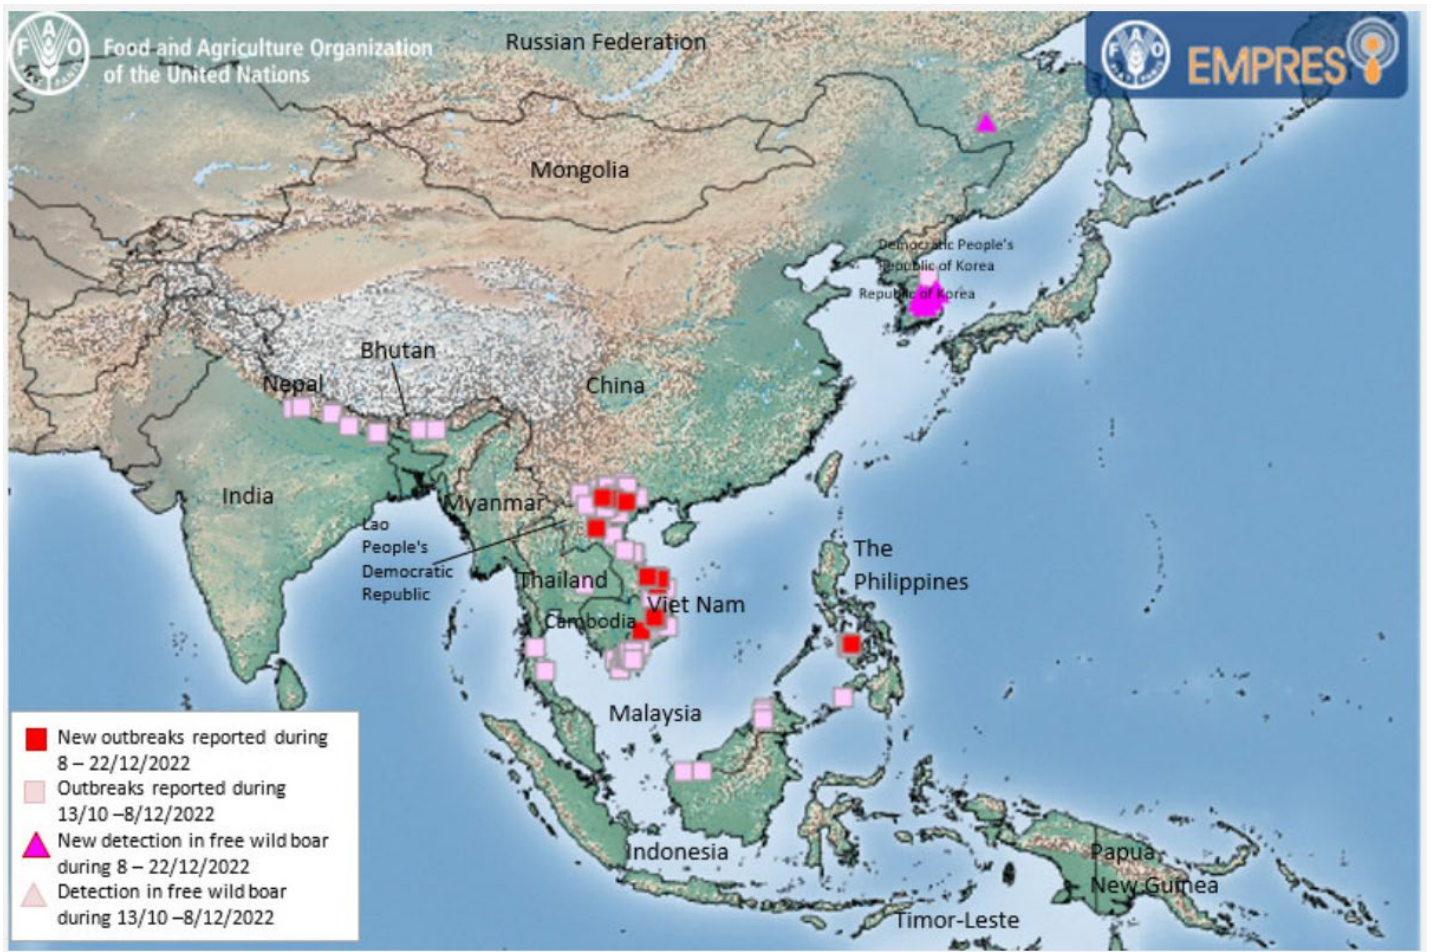 Food and Agriculture Organization
of the United Nations
F A O
FIAT PANIS
Russian Federation
F A O
FIAT PANIS
EMPRES
Mongolia
Democratic People's
Republic of Korea
Republic of Korea
Bhutan
Nepal
China
India
Myanmar
Lao
People's
Democratic
Republic
Thailand
The
Philippines
Viet Nam
Cambodia
Malaysia
New outbreaks reported during
8 – 22/12/2022
Outbreaks reported during
13/10 –8/12/2022
New detection in free wild boar
during 8 – 22/12/2022
Detection in free wild boar
during 13/10 –8/12/2022
Indonesia
Papua
New Guinea
Timor-Leste